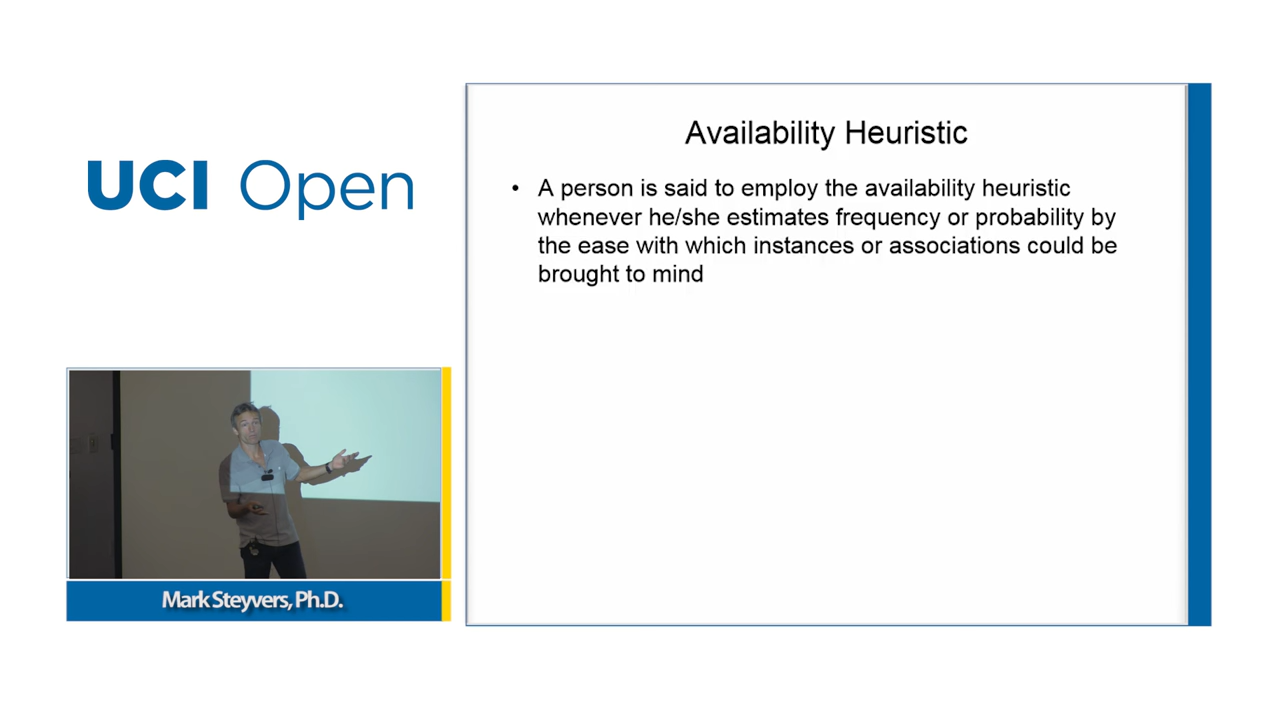 UCI Open
Availability Heuristic
• A person is said to employ the availability heuristic
whenever he/she estimates frequency or probability by
the ease with which instances or associations could be
brought to mind
Mark Steyvers, Ph.D.